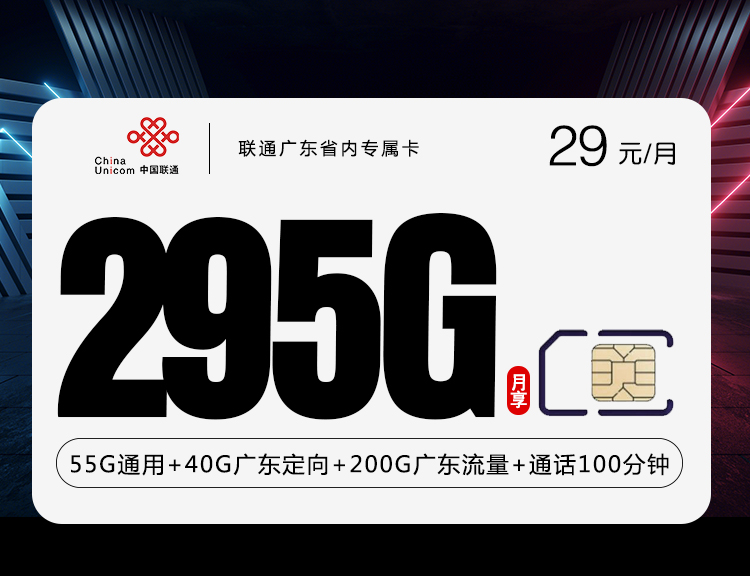 China
Unicom 中国联通
联通广东省内专属卡
29 元/月
295G
月享
55G通用+40G广东定向+200G广东流量+通话100分钟